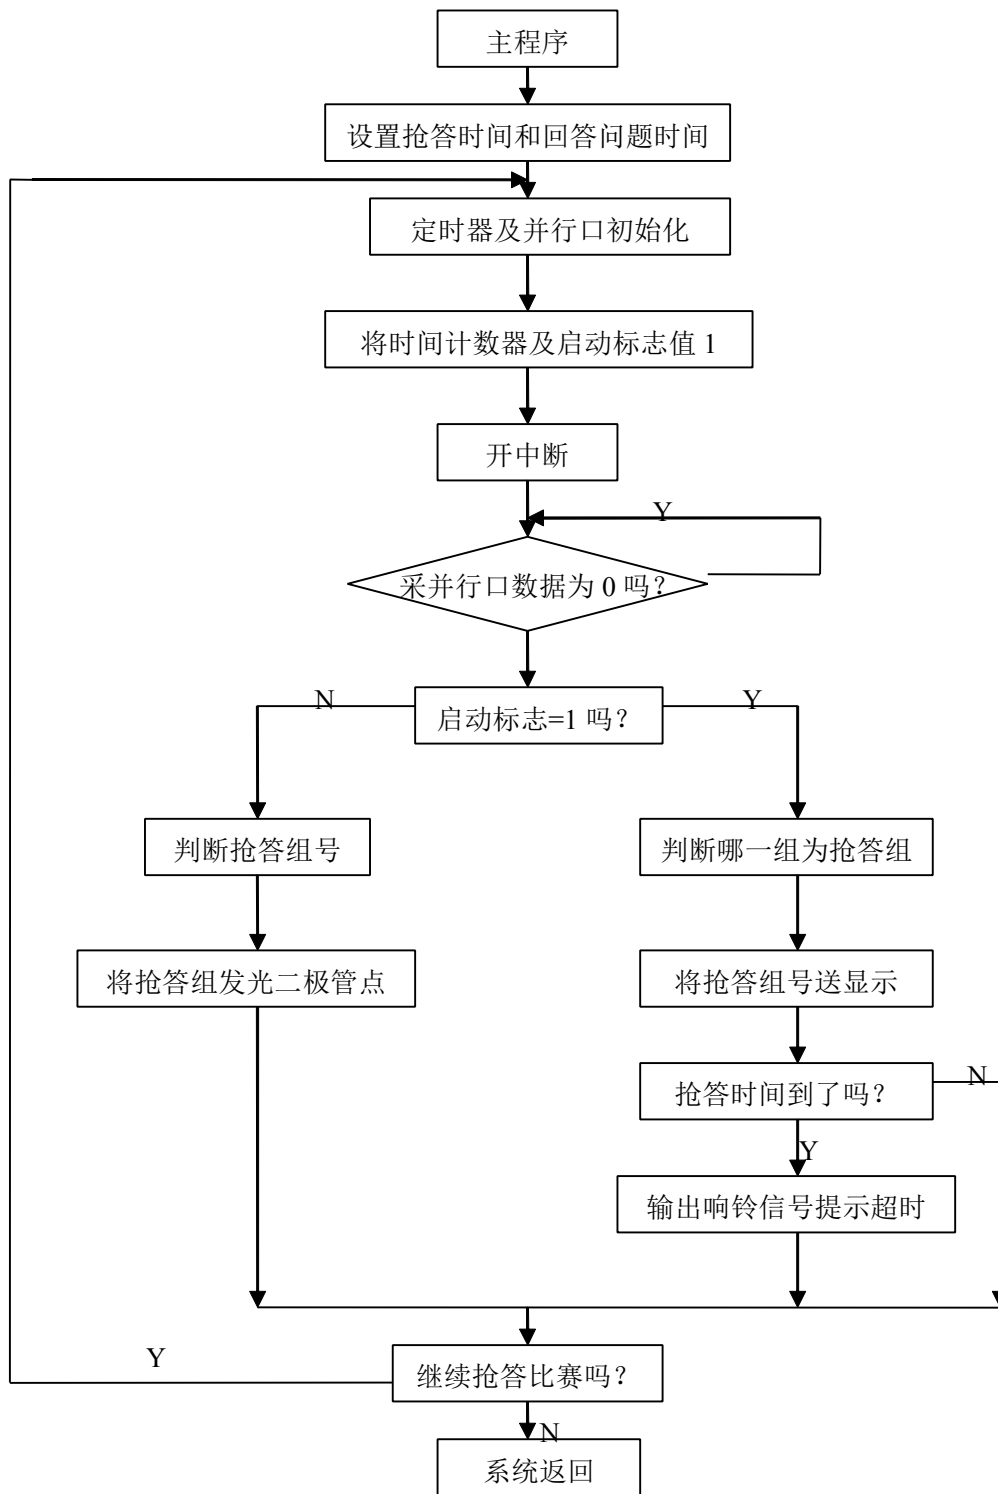 主程序
设置抢答时间和回答问题时间
定时器及并行口初始化
将时间计数器及启动标志值 1
开中断
Y
采并行口数据为 0 吗？
N
启动标志=1 吗？
Y
判断抢答组号
判断哪一组为抢答组
将抢答组发光二极管点
将抢答组号送显示
抢答时间到了吗？
N
Y
输出响铃信号提示超时
Y
继续抢答比赛吗？
N
系统返回